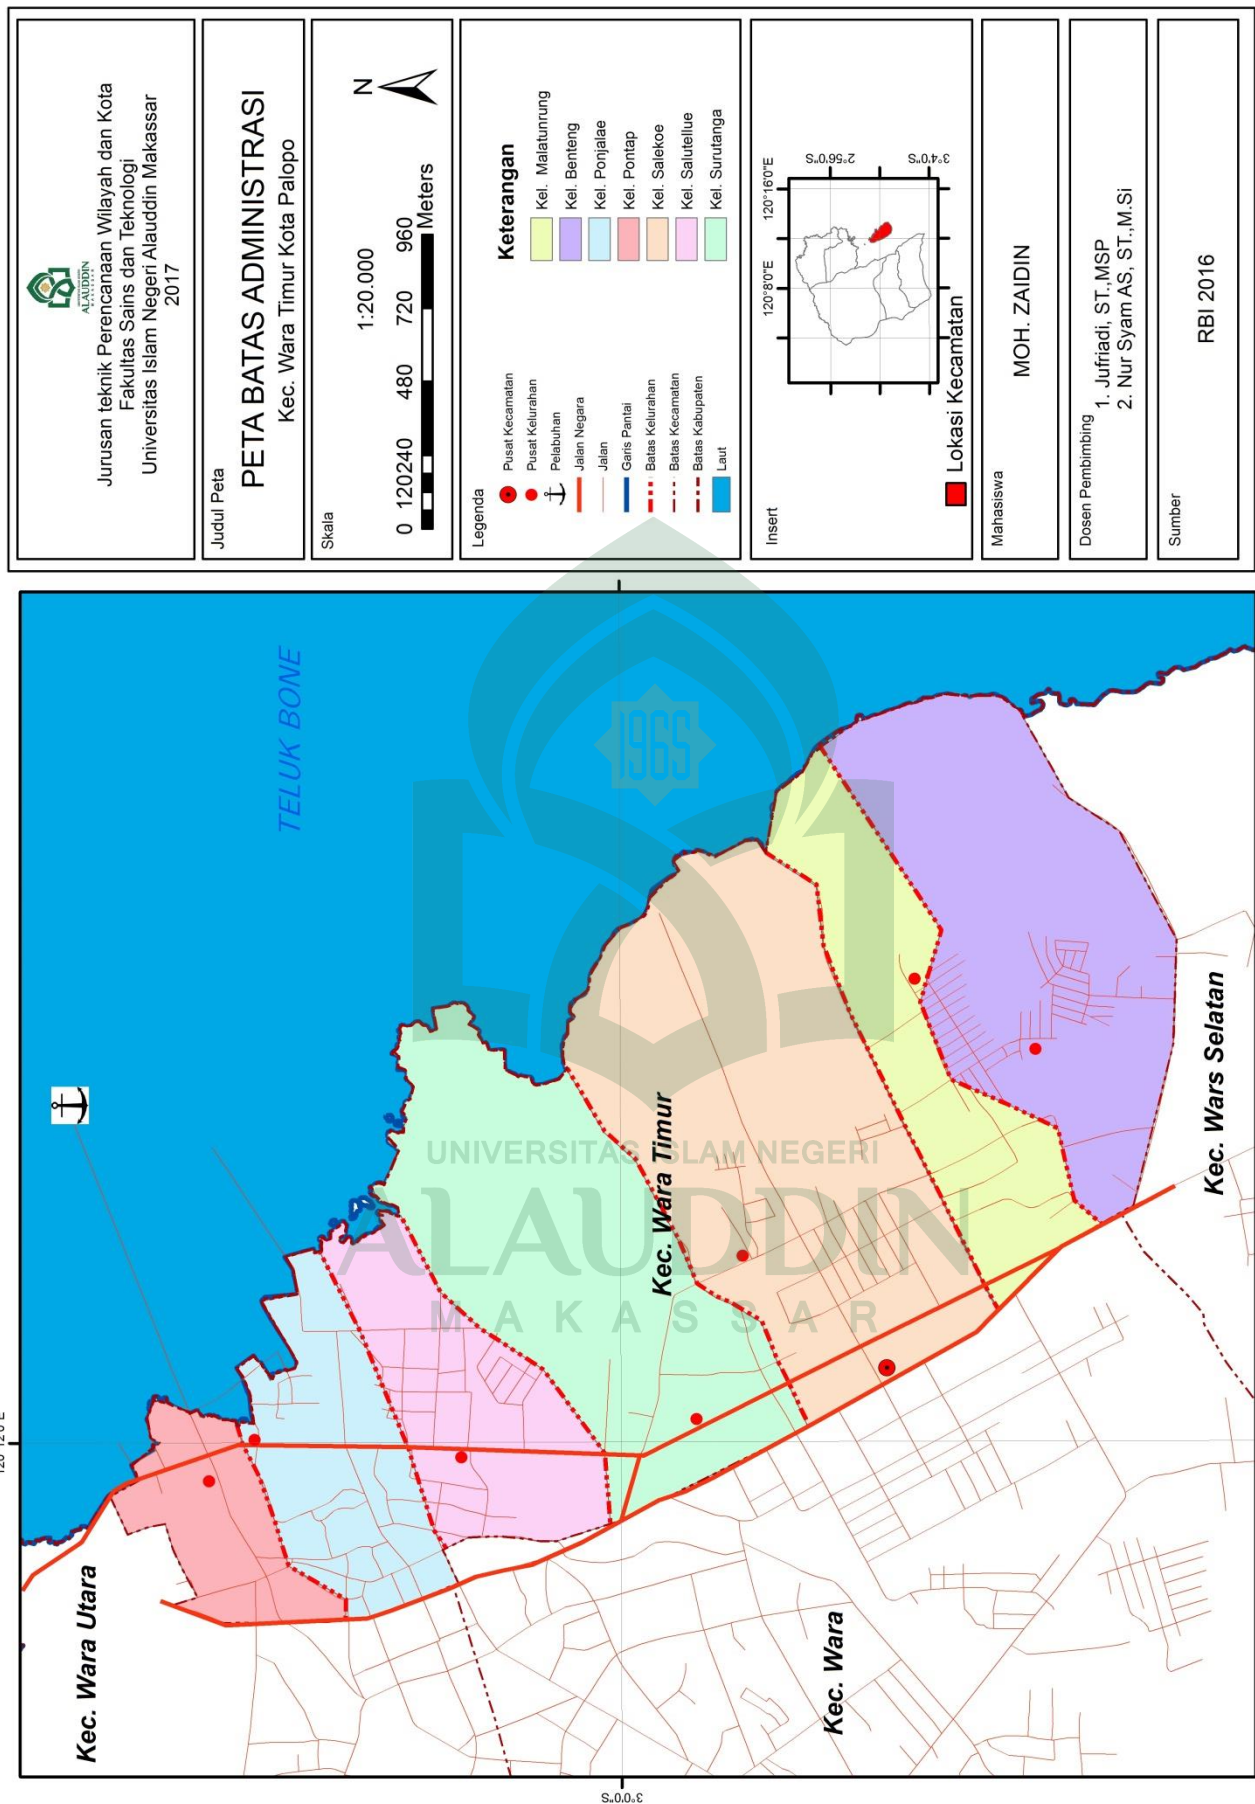 ALAUDDIN
Jurusan teknik Perencanaan Wilayah dan Kota
Fakultas Sains dan Teknologi
Universitas Islam Negeri Alauddin Makassar
2017
Judul Peta
PETA BATAS ADMINISTRASI
Kec. Wara Timur Kota Palopo
Skala
N
1:20.000
0 120240 480 720 960
Meters
Legenda
Pusat Kecamatan
Pusat Kelurahan
Pelabuhan
Jalan Negara
Jalan
Garis Pantai
Batas Kelurahan
Batas Kecamatan
Batas Kabupaten
Laut
Keterangan
Kel. Malatunrung
Kel. Benteng
Kel. Ponjalae
Kel. Pontap
Kel. Salekoe
Kel. Salutellue
Kel. Surutanga
Insert
120°8'0"E 120°16'0"E
2°56'0"S
3°4'0"S
Lokasi Kecamatan
Mahasiswa
MOH. ZAIDIN
Dosen Pembimbing
1. Jufriadi, ST.,MSP
2. Nur Syam AS, ST.,M.Si
Sumber
RBI 2016
120°12'0"E
3°0'0"S
TELUK BONE
Kec. Wara Utara
Kec. Wara Timur
Kec. Wara
Kec. Wars Selatan
1965
UNIVERSITAS ISLAM NEGERI
ALAUDDIN
MAKASSAR